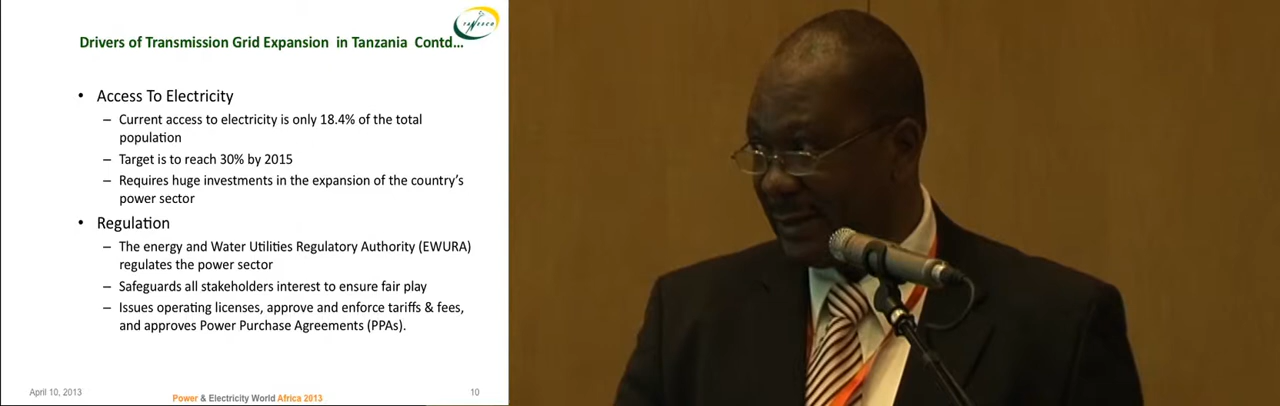 TANESCO
Drivers of Transmission Grid Expansion in Tanzania Contd...
• Access To Electricity
– Current access to electricity is only 18.4% of the total
population
– Target is to reach 30% by 2015
– Requires huge investments in the expansion of the country's
power sector
• Regulation
– The energy and Water Utilities Regulatory Authority (EWURA)
regulates the power sector
– Safeguards all stakeholders interest to ensure fair play
– Issues operating licenses, approve and enforce tariffs & fees,
and approves Power Purchase Agreements (PPAs).
April 10, 2013
Power & Electricity World Africa 2013
10